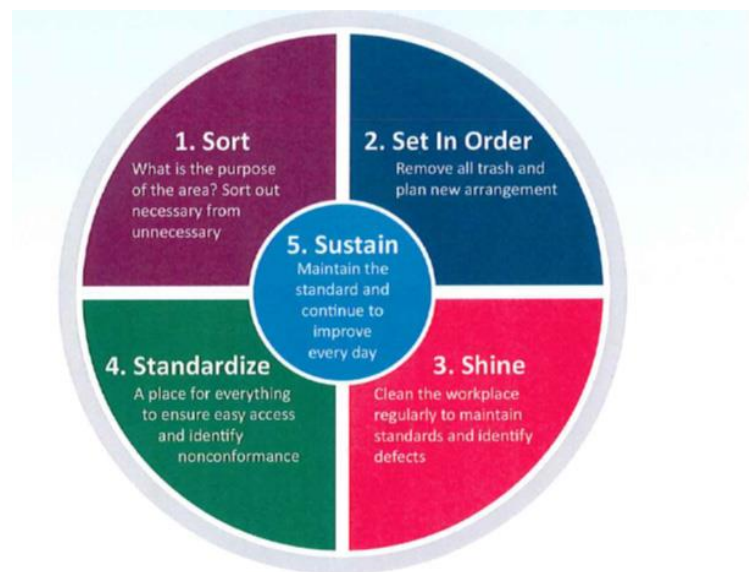 1. Sort
What is the purpose
of the area? Sort out
necessary from
unnecessary
2. Set In Order
Remove all trash and
plan new arrangement
3. Shine
Clean the workplace
regularly to maintain
standards and identify
defects
4. Standardize
A place for everything
to ensure easy access
and identify
nonconformance
5. Sustain
Maintain the
standard and
continue to
improve
every day